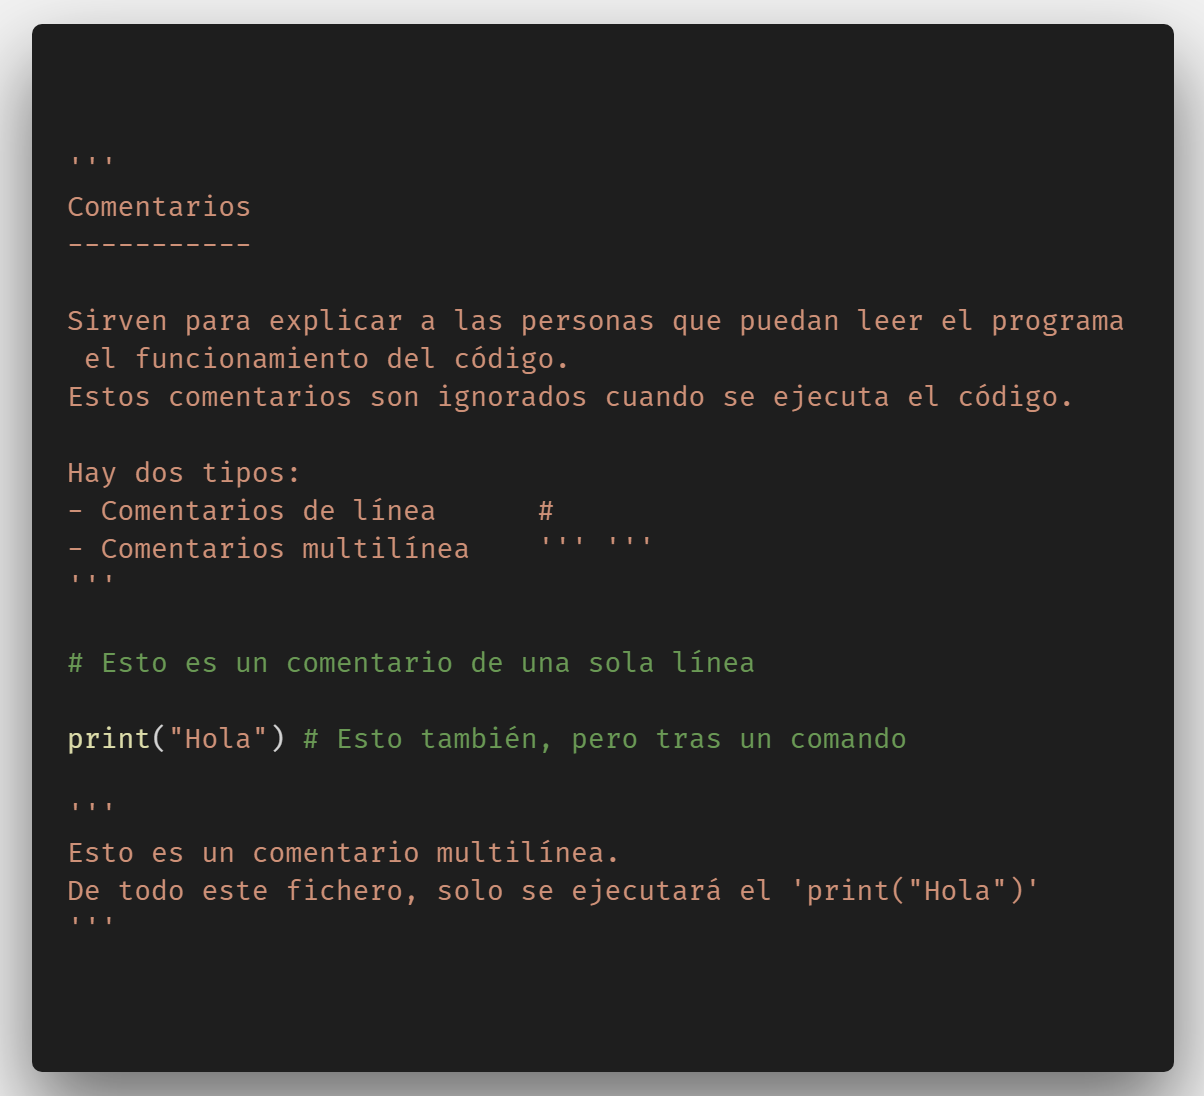 '''
Comentarios
-----------

Sirven para explicar a las personas que puedan leer el programa
 el funcionamiento del código.
Estos comentarios son ignorados cuando se ejecuta el código.

Hay dos tipos:
- Comentarios de línea      #
- Comentarios multilínea    ''' '''
'''

# Esto es un comentario de una sola línea

print("Hola") # Esto también, pero tras un comando

'''
Esto es un comentario multilínea.
De todo este fichero, solo se ejecutará el 'print("Hola")'
'''